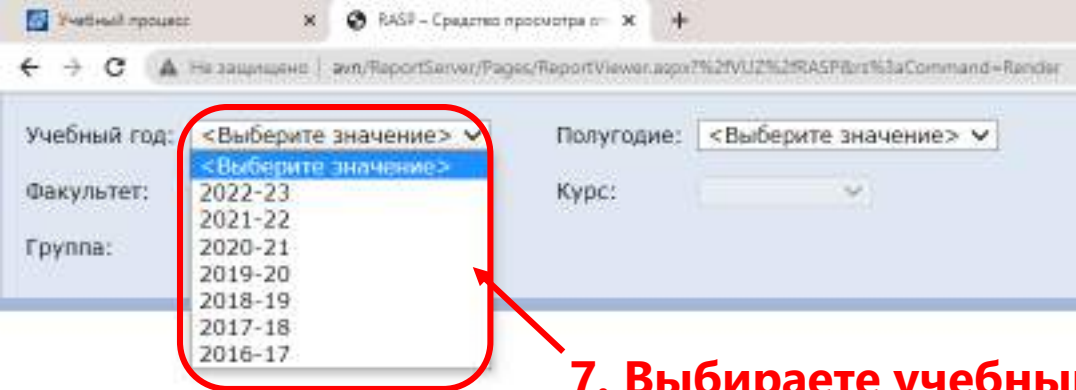 Учебный процесс
RASP – Средство просмотра
Не защищено | avn/ReportServer/Pages/ReportViewer.aspx?%2fVUZ%2fRASP&rs%3aCommand=Render
Учебный год: <Выберите значение> Полугодие: <Выберите значение>
<Выберите значение>
Факультет: 2022-23 Курс:
2021-22
Группа: 2020-21
2019-20
2018-19
2017-18
2016-17
7. Выбираете учебны